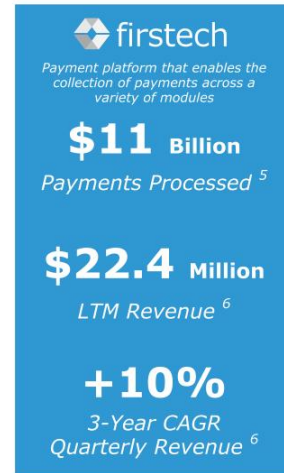 firstech
Payment platform that enables the
collection of payments across a
variety of modules
$11 Billion
Payments Processed 5
$22.4 Million
LTM Revenue 6
+10%
3-Year CAGR
Quarterly Revenue 6